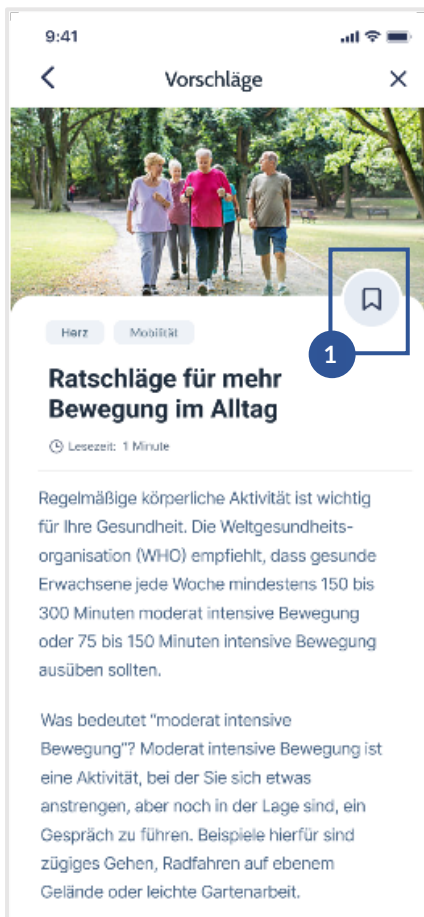 9:41
Vorschläge
1
Herz Mobilität
Ratschläge für mehr
Bewegung im Alltag
Lesezeit: 1 Minute
Regelmäßige körperliche Aktivität ist wichtig
für Ihre Gesundheit. Die Weltgesundheits-
organisation (WHO) empfiehlt, dass gesunde
Erwachsene jede Woche mindestens 150 bis
300 Minuten moderat intensive Bewegung
oder 75 bis 150 Minuten intensive Bewegung
ausüben sollten.
Was bedeutet "moderat intensive
Bewegung"? Moderat intensive Bewegung ist
eine Aktivität, bei der Sie sich etwas
anstrengen, aber noch in der Lage sind, ein
Gespräch zu führen. Beispiele hierfür sind
zügiges Gehen, Radfahren auf ebenem
Gelände oder leichte Gartenarbeit.